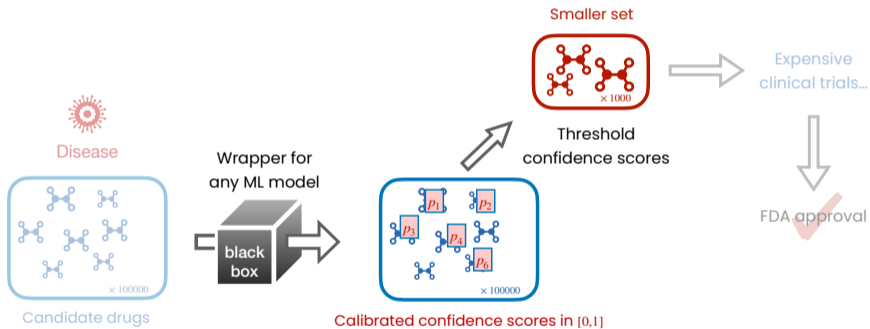 Smaller set
× 1000
Expensive
clinical trials...
Disease
Wrapper for
any ML model
Threshold
confidence scores
p1
p2
p3
p4
p6
black
box
FDA approval
× 100000
× 100000
Candidate drugs
Calibrated confidence scores in [0,1]